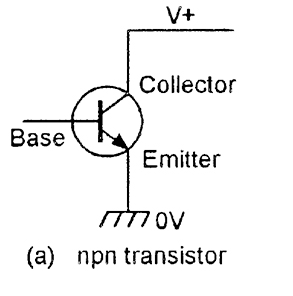 V+
Collector
Base
Emitter
0V
(a) npn transistor